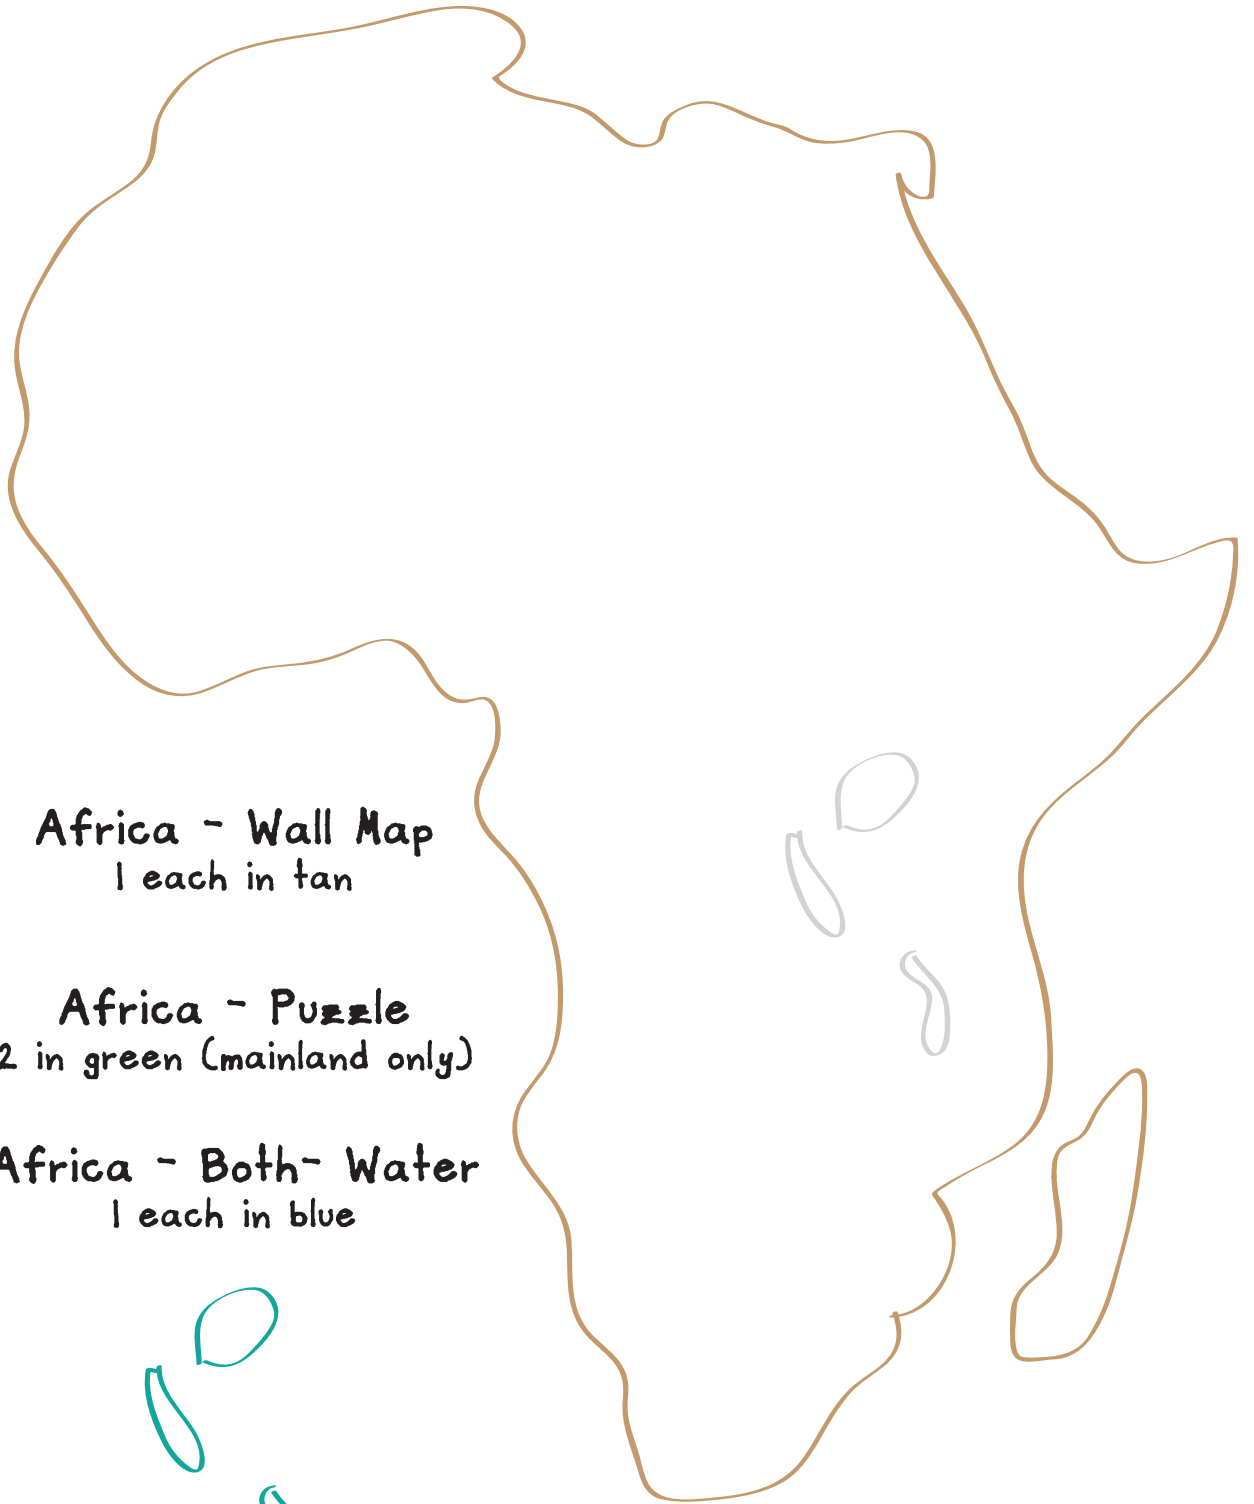 Africa - Wall Map
1 each in tan
Africa - Puzzle
2 in green (mainland only)
Africa - Both- Water
1 each in blue